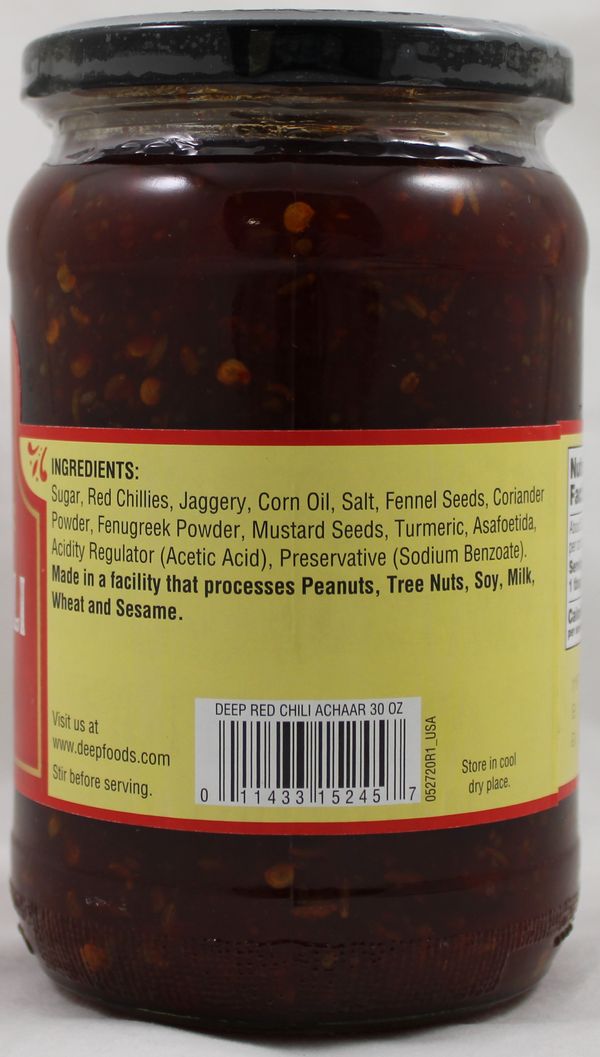 INGREDIENTS:
Sugar, Red Chillies, Jaggery, Corn Oil, Salt, Fennel Seeds, Coriander
Powder, Fenugreek Powder, Mustard Seeds, Turmeric, Asafoetida,
Acidity Regulator (Acetic Acid), Preservative (Sodium Benzoate).
Made in a facility that processes Peanuts, Tree Nuts, Soy, Milk,
Wheat and Sesame.
Visit us at
www.deepfoods.com
Stir before serving.
DEEP RED CHILI ACHAAR 30 OZ
0 11433 15245 7
052720R1_USA
Store in cool
dry place.